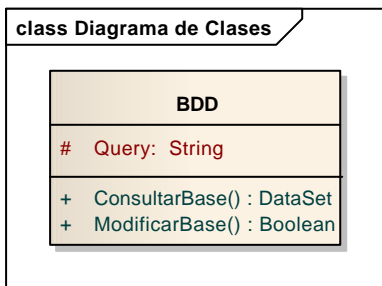 class Diagrama de Clases
BDD
# Query: String
+ ConsultarBase() : DataSet
+ ModificarBase() : Boolean